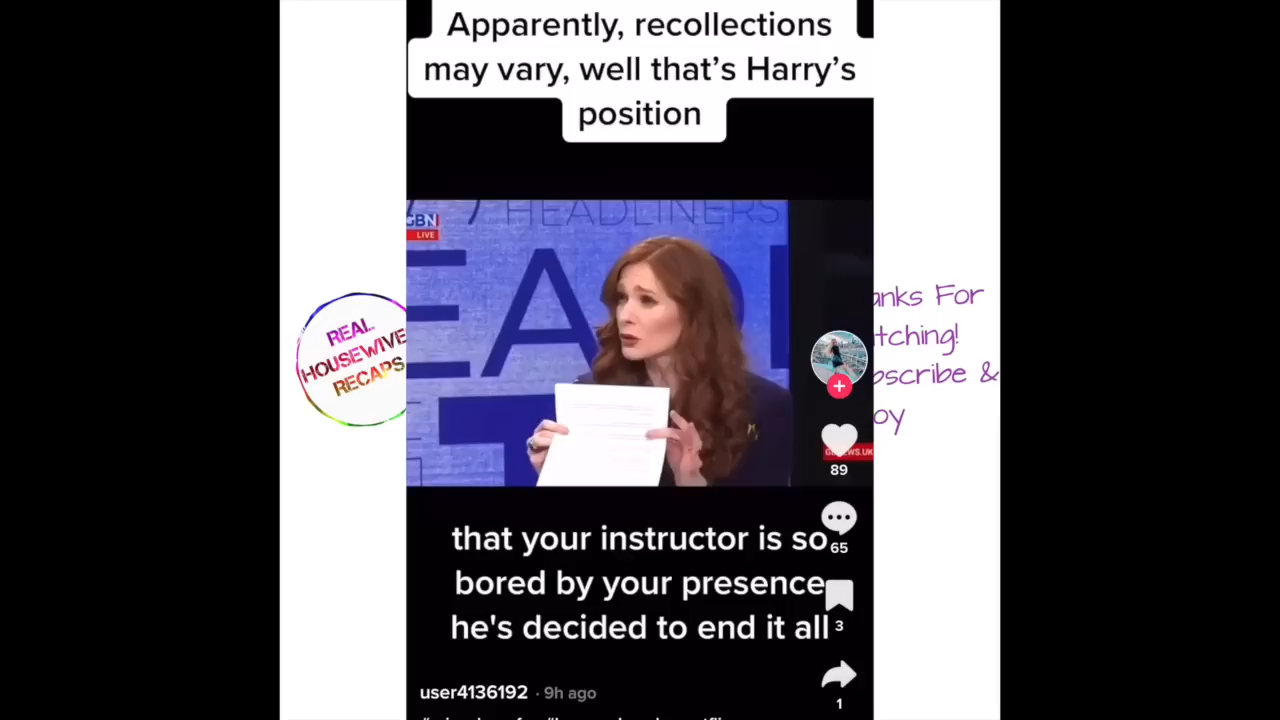 Apparently, recollections
may vary, well that's Harry's
position
HEADLINERS
GBN
LIVE
EA
REAL
HOUSEWIVE
RECAPS
anks For
tching!
oscribe &
oy
89
65
3
1
that your instructor is so
bored by your presence
he's decided to end it all
user4136192 · 9h ago